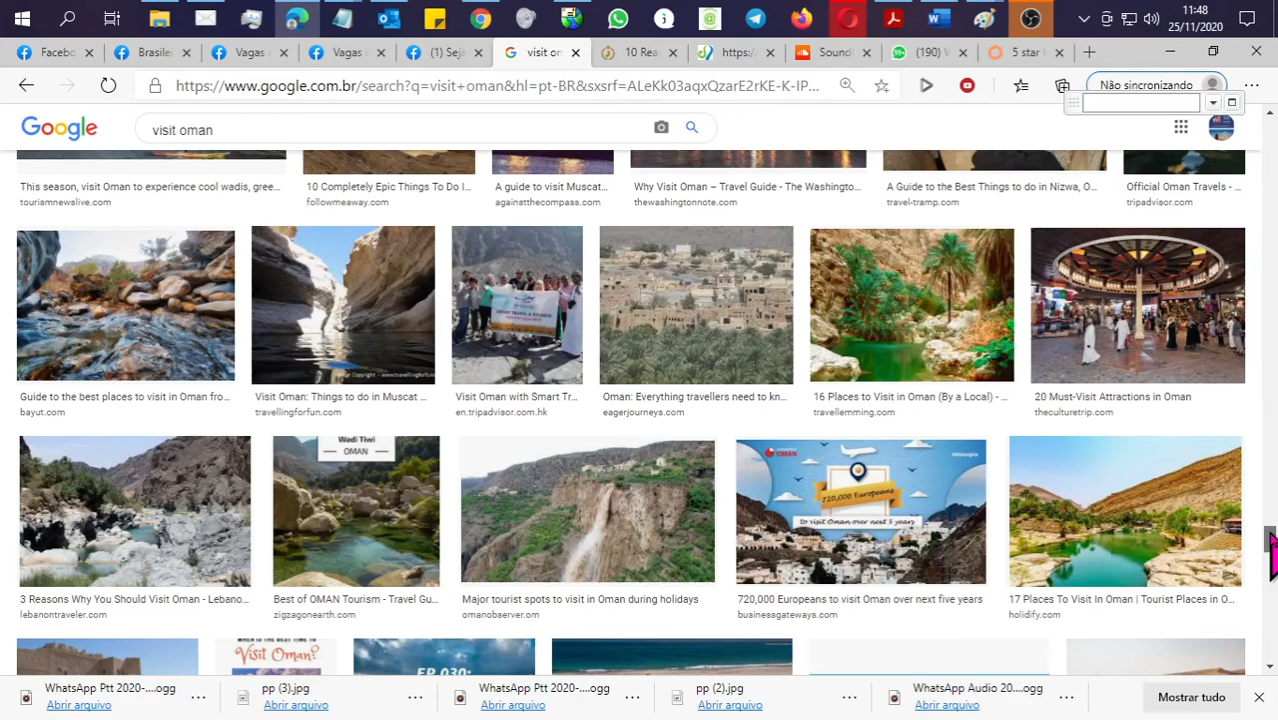 11:48
25/11/2020
Facebo
Brasile
Vagas
Vagas
(1) Seja
visit on
10 Rea
https:/
Sound
(190) W
5 star H
https://www.google.com.br/search?q=visit+oman&hl=pt-BR&sxsrf=ALeKk03aqxQzarE2rKE-K-IP...
Não sincronizando
Google
visit oman
This season, visit Oman to experience cool wadis, gree...
tourismnewslive.com
10 Completely Epic Things To Do I...
followmeaway.com
A guide to visit Muscat...
againstthecompass.com
Why Visit Oman – Travel Guide - The Washingto...
thewashingtonnote.com
A Guide to the Best Things to do in Nizwa, O...
travel-tramp.com
Official Oman Travels - ...
tripadvisor.com
Guide to the best places to visit in Oman fro...
bayut.com
Visit Oman: Things to do in Muscat ...
travellingforfun.com
Visit Oman with Smart Tr...
en.tripadvisor.com.hk
Oman: Everything travellers need to kn...
eagerjourneys.com
16 Places to Visit in Oman (By a Local) - ...
travellemming.com
20 Must-Visit Attractions in Oman
theculturetrip.com
Wadi Tiwi
OMAN
OMAN
720,000 Europeans
to visit Oman over next 5 years
3 Reasons Why You Should Visit Oman - Lebano...
lebanontraveler.com
Best of OMAN Tourism - Travel Gu...
zigzagonearth.com
Major tourist spots to visit in Oman during holidays
omanobserver.om
720,000 Europeans to visit Oman over next five years
businessgateways.com
17 Places To Visit In Oman | Tourist Places in O...
holidify.com
Visit Oman?
EP 030:
WhatsApp Ptt 2020-....ogg
Abrir arquivo
pp (3).jpg
Abrir arquivo
WhatsApp Ptt 2020-....ogg
Abrir arquivo
pp (2).jpg
Abrir arquivo
WhatsApp Audio 20....ogg
Abrir arquivo
Mostrar tudo